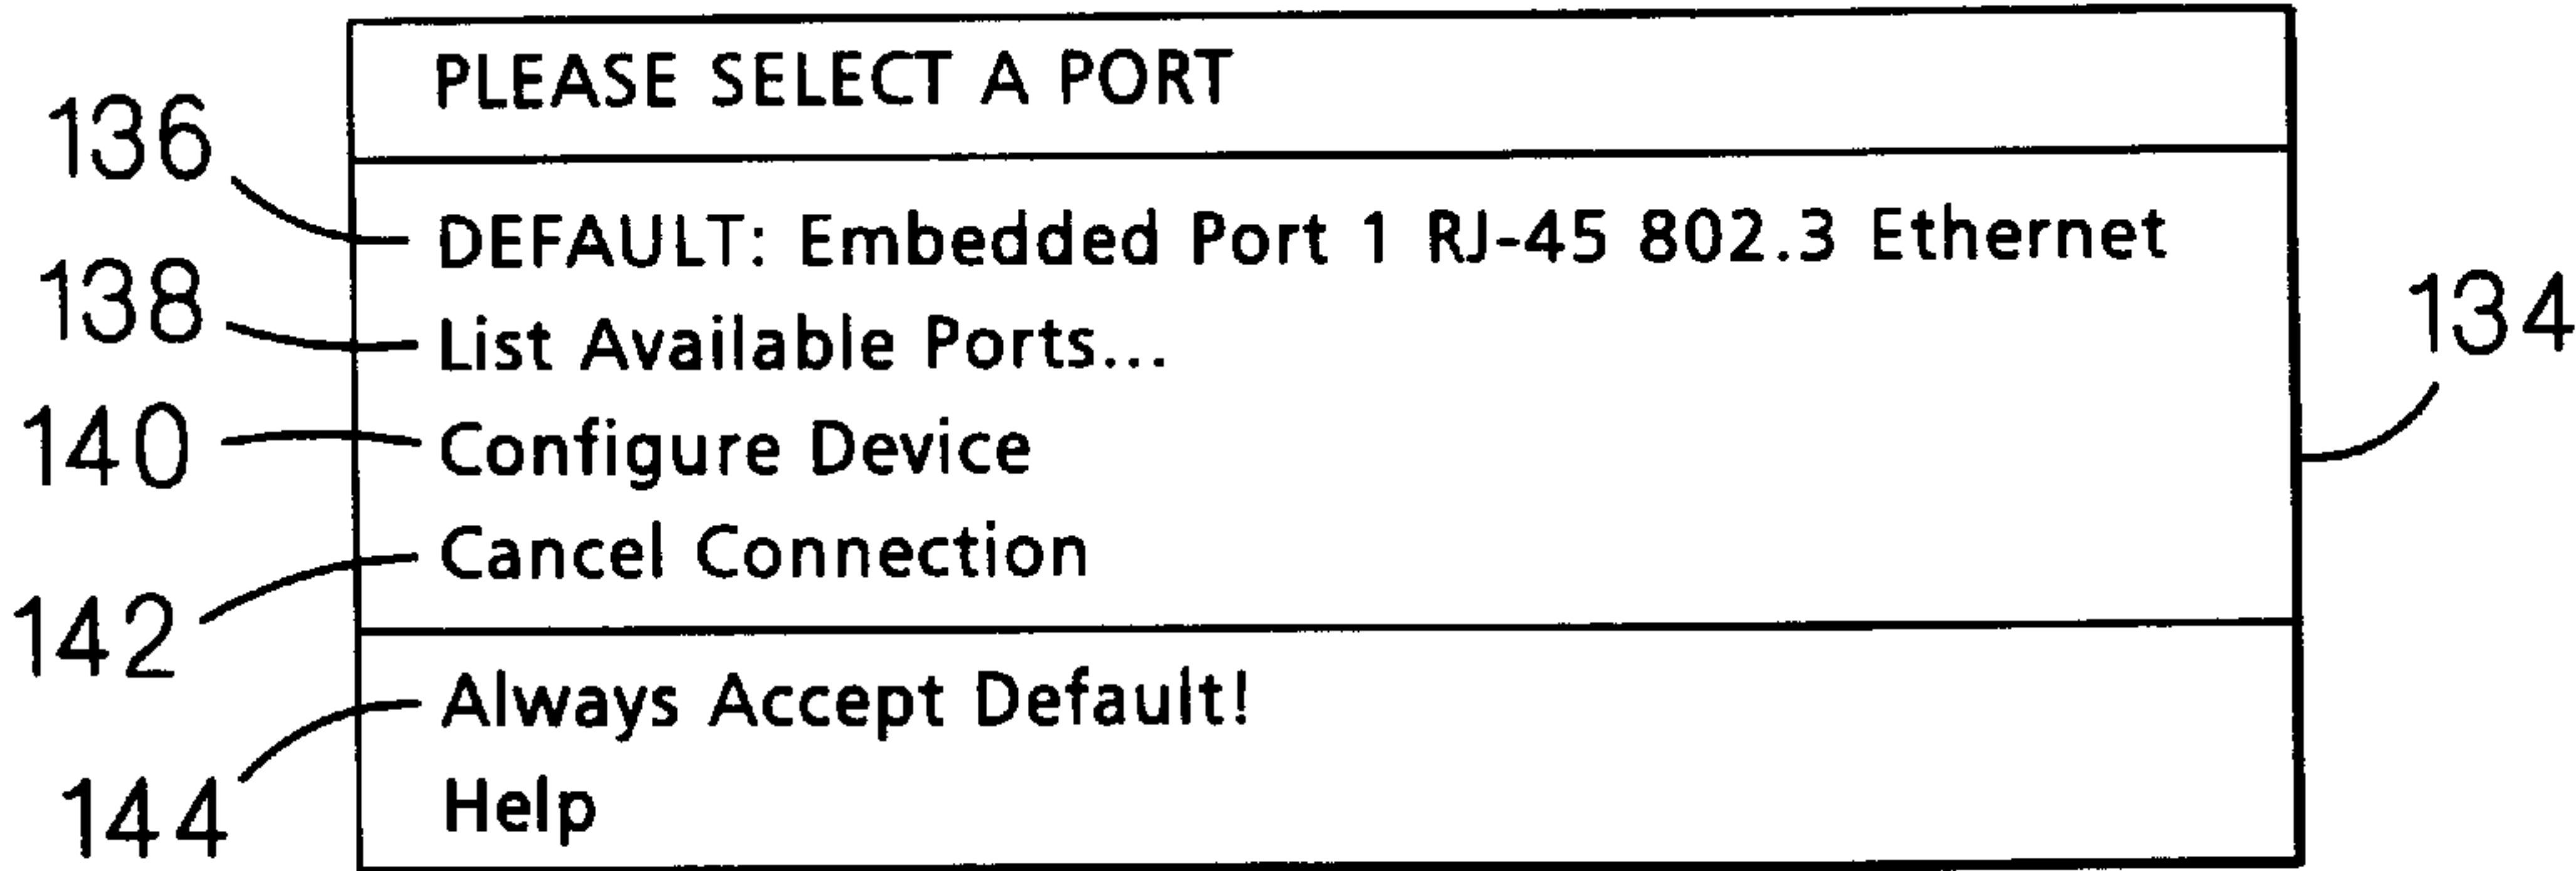 PLEASE SELECT A PORT
136 DEFAULT: Embedded Port 1 RJ-45 802.3 Ethernet
138 List Available Ports...
134
140 Configure Device
142 Cancel Connection
144 Always Accept Default!
Help